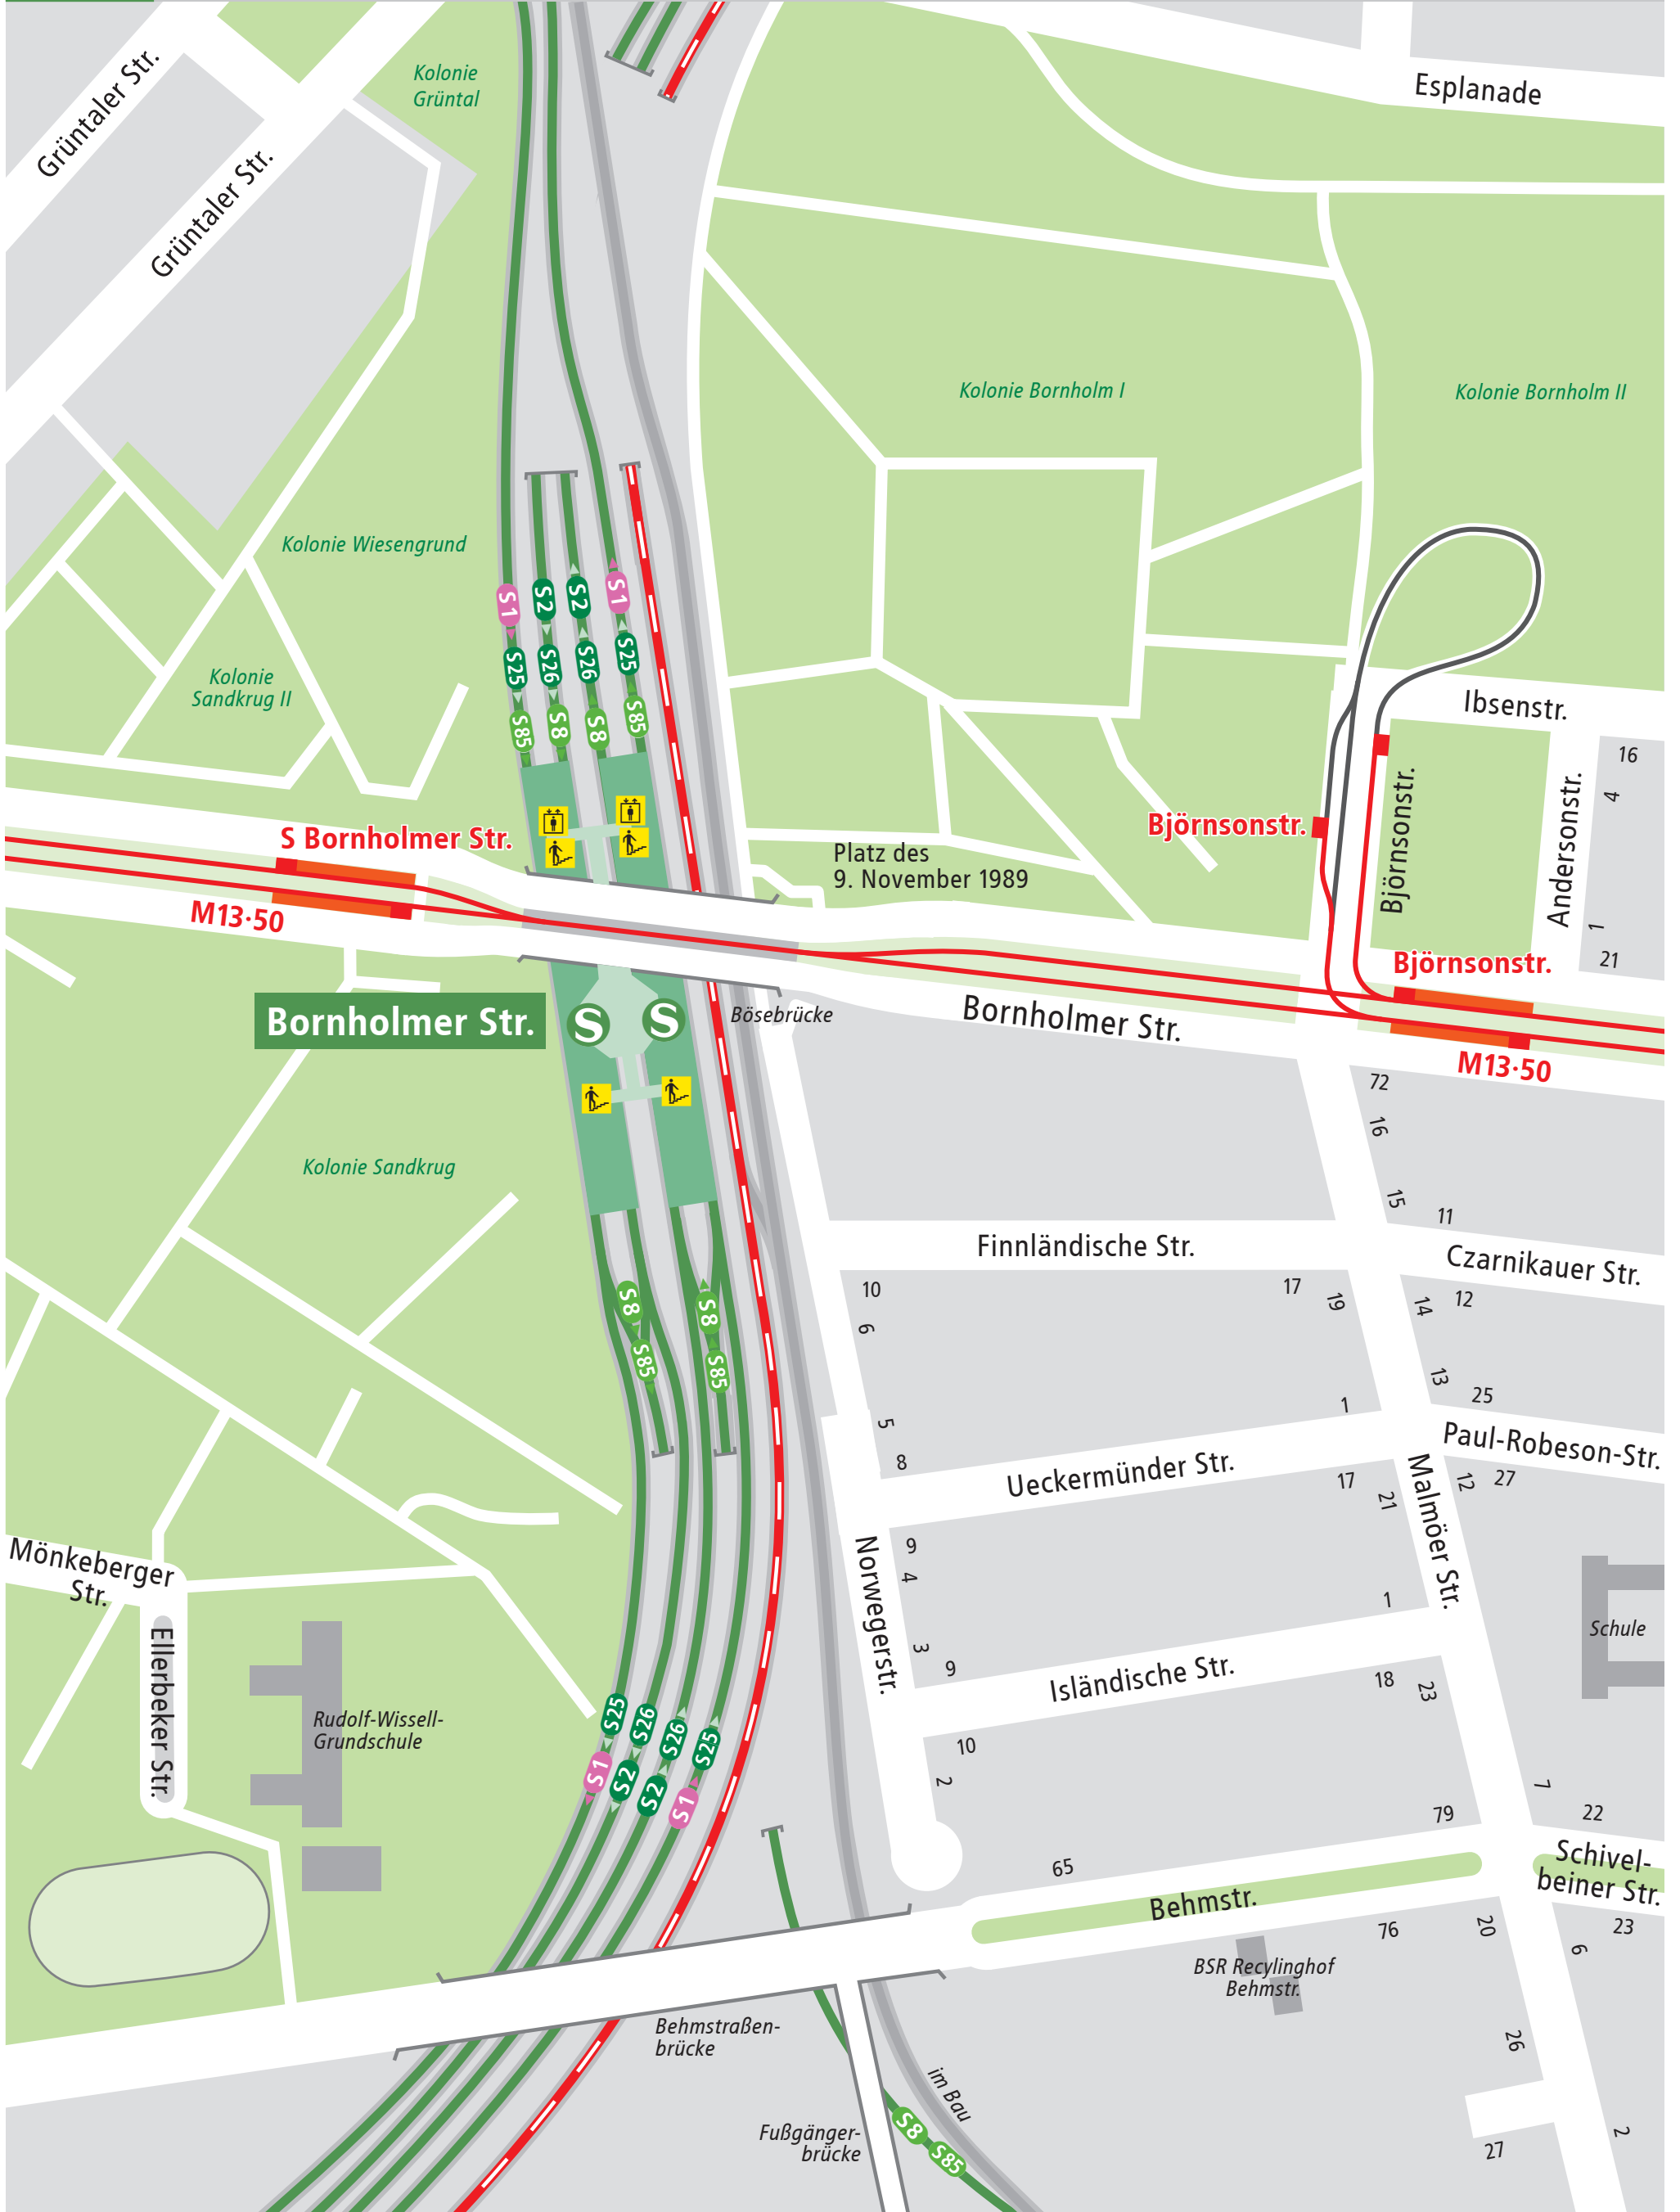 Kolonie
Grüntal
Grüntaler Str.
Esplanade
Grüntaler Str.
Kolonie Bornholm I
Kolonie Bornholm II
Kolonie Wiesengrund
S1
S2
S2
S1
S25
S26
S26
S25
S85
S8
S8
S85
Kolonie
Sandkrug II
Ibsenstr.
16
4
1
21
Björnsonstr.
Björnsonstr.
Andersonstr.
S Bornholmer Str.
Platz des
9. November 1989
M13·50
Björnsonstr.
Bornholmer Str.
S
S
Bösebrücke
Bornholmer Str.
M13·50
72
16
15
11
Kolonie Sandkrug
Finnländische Str.
Czarnikauer Str.
10
6
17
19
14
12
S8
S85
S8
S85
13
25
1
5
8
Paul-Robeson-Str.
Ueckermünder Str.
17
21
12
27
Malmöer Str.
Mönkeberger
Str.
Norwegerstr.
9
4
3
9
1
Schule
Ellerbeker Str.
Rudolf-Wissell-
Grundschule
Isländische Str.
18
23
S25
S26
S26
S25
S1
S2
S2
S1
10
2
7
22
79
65
Schivel-
beiner Str.
Behmstr.
76
20
23
6
BSR Recylinghof
Behmstr.
Behmstraßen-
brücke
26
im Bau
Fußgänger-
brücke
S8
S85
27
2